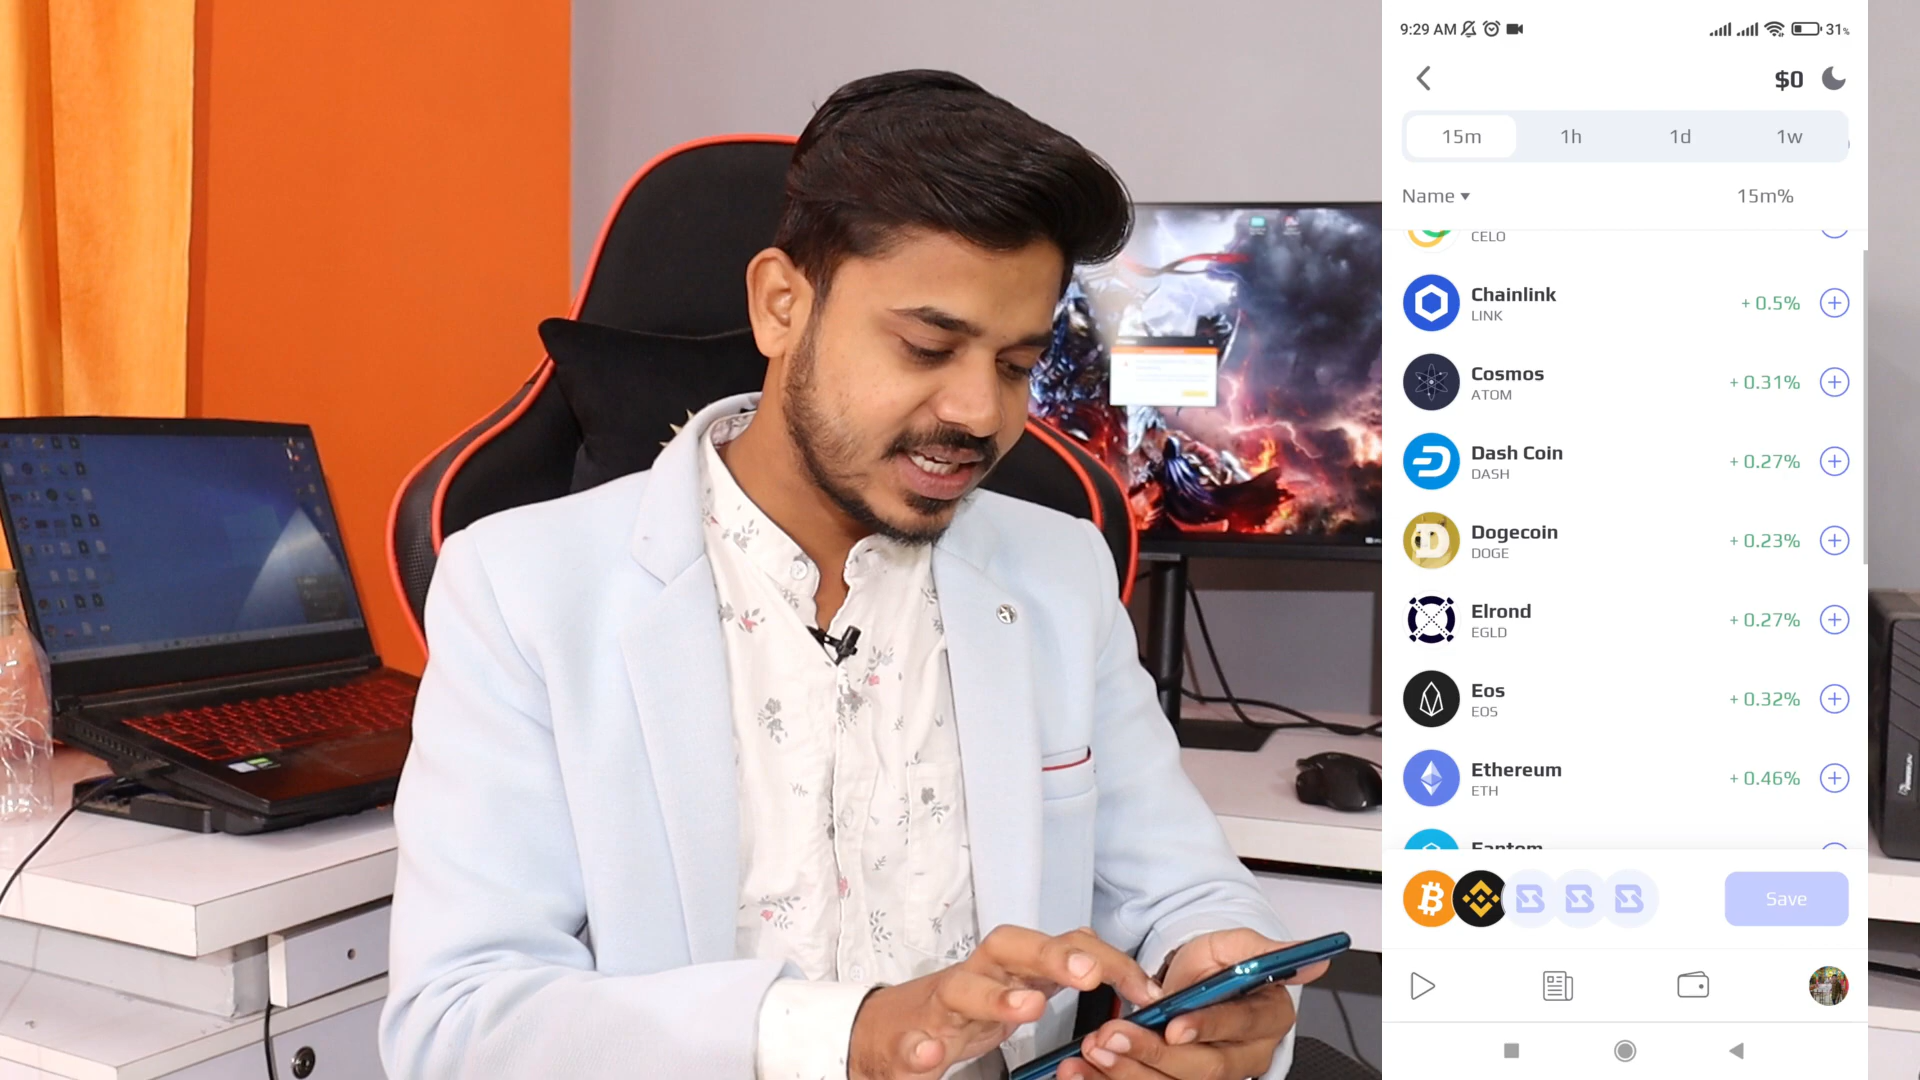 9:29 AM
31%
$0
15m 1h 1d 1w
Name ▾ 15m%
CELO
Chainlink
LINK
+ 0.5%
Cosmos
ATOM
+ 0.31%
Dash Coin
DASH
+ 0.27%
Dogecoin
DOGE
+ 0.23%
Elrond
EGLD
+ 0.27%
Eos
EOS
+ 0.32%
Ethereum
ETH
+ 0.46%
Fantom
Save